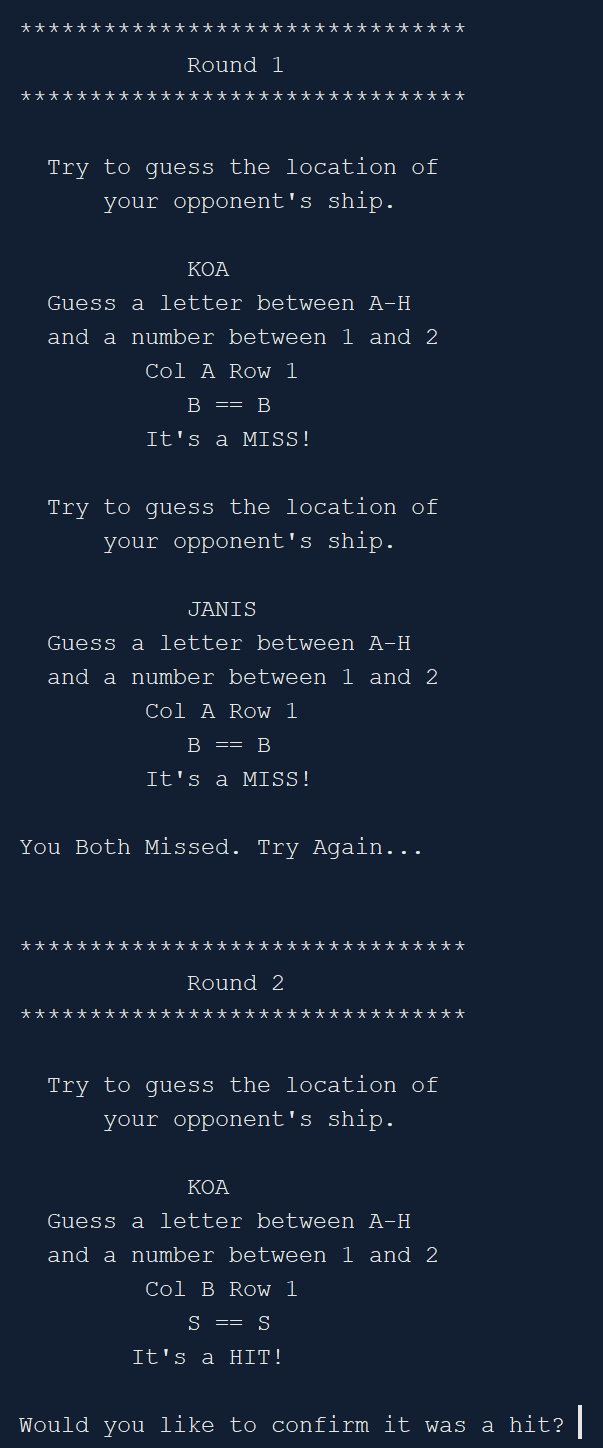 ********************************
Round 1
********************************
Try to guess the location of
your opponent's ship.
KOA
Guess a letter between A-H
and a number between 1 and 2
Col A Row 1
B == B
It's a MISS!
Try to guess the location of
your opponent's ship.
JANIS
Guess a letter between A-H
and a number between 1 and 2
Col A Row 1
B == B
It's a MISS!
You Both Missed. Try Again...
********************************
Round 2
********************************
Try to guess the location of
your opponent's ship.
KOA
Guess a letter between A-H
and a number between 1 and 2
Col B Row 1
S == S
It's a HIT!
Would you like to confirm it was a hit?